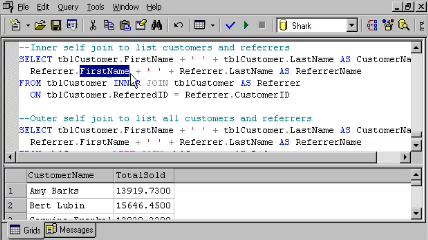 File Edit Query Tools Window Help
Shark
--Inner self join to list customers and referrers
SELECT tblCustomer.FirstName + ' ' + tblCustomer.LastName AS CustomerNa
Referrer.FirstName + ' ' + Referrer.LastName AS ReferrerName
FROM tblCustomer INNER JOIN tblCustomer AS Referrer
ON tblCustomer.ReferredID = Referrer.CustomerID
--Outer self join to list all customers and referrers
SELECT tblCustomer.FirstName + ' ' + tblCustomer.LastName AS CustomerNa
Referrer.FirstName + ' ' + Referrer.LastName AS ReferrerName
CustomerName TotalSold
1 Amy Barks 13919.7300
2 Bert Lubin 15646.4500
Grids Messages